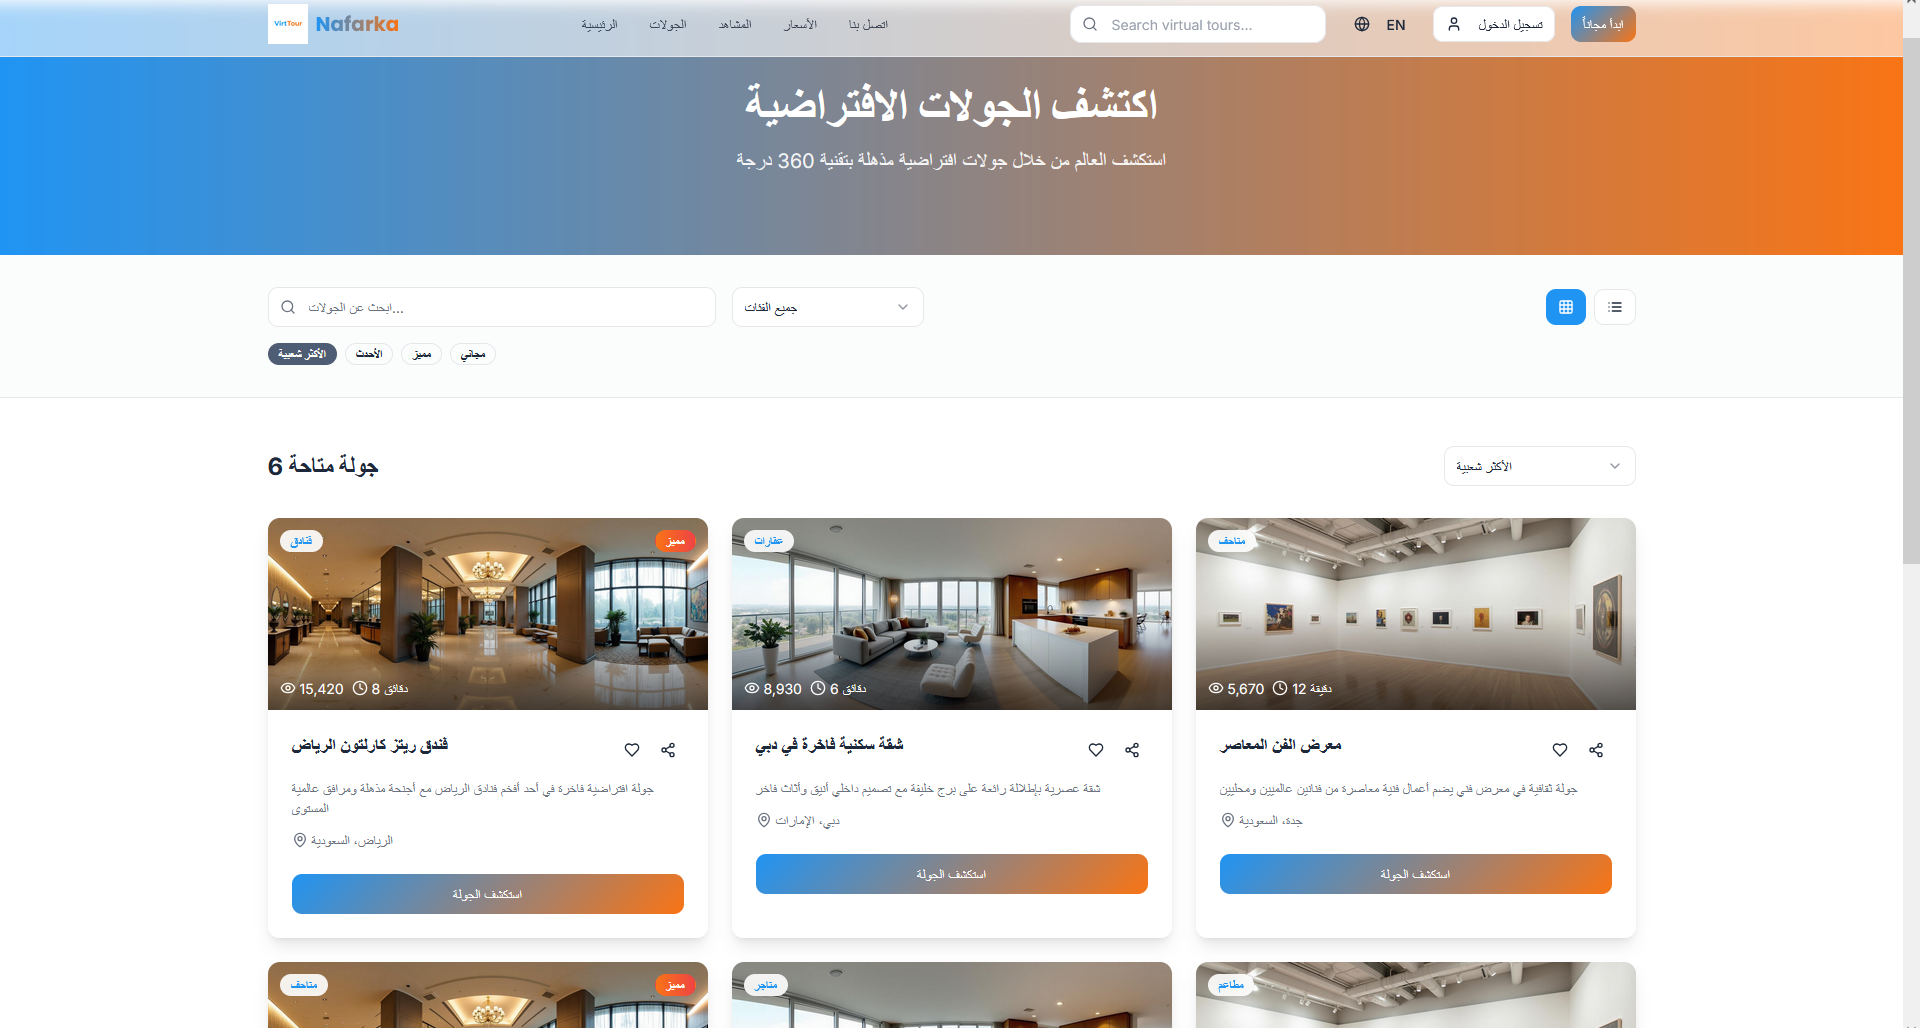 VirtTour
Nafarka
الرئيسية
الجولات
المشاهد
الأسعار
اتصل بنا
Search virtual tours...
EN
تسجيل الدخول
ابدأ مجاناً
اكتشف الجولات الافتراضية
استكشف العالم من خلال جولات افتراضية مذهلة بتقنية 360 درجة
ابحث عن الجولات...
جميع الفئات
الأكثر شعبية
الأحدث
مميز
مجاني
6 جولة متاحة
الأكثر شعبية
فنادق
مميز
15,420
8 دقائق
فندق ريتز كارلتون الرياض
جولة افتراضية فاخرة في أحد أفخم فنادق الرياض مع أجنحة مذهلة ومرافق عالمية
المستوى
الرياض، السعودية
استكشف الجولة
عقارات
8,930
6 دقائق
شقة سكنية فاخرة في دبي
شقة عصرية بإطلالة رائعة على برج خليفة مع تصميم داخلي أنيق وأثاث فاخر
دبي، الإمارات
استكشف الجولة
متاحف
5,670
12 دقيقة
معرض الفن المعاصر
جولة ثقافية في معرض فني يضم أعمال فنية معاصرة من فنانين عالميين ومحليين
جدة، السعودية
استكشف الجولة
متاحف
مميز
متاجر
مطاعم